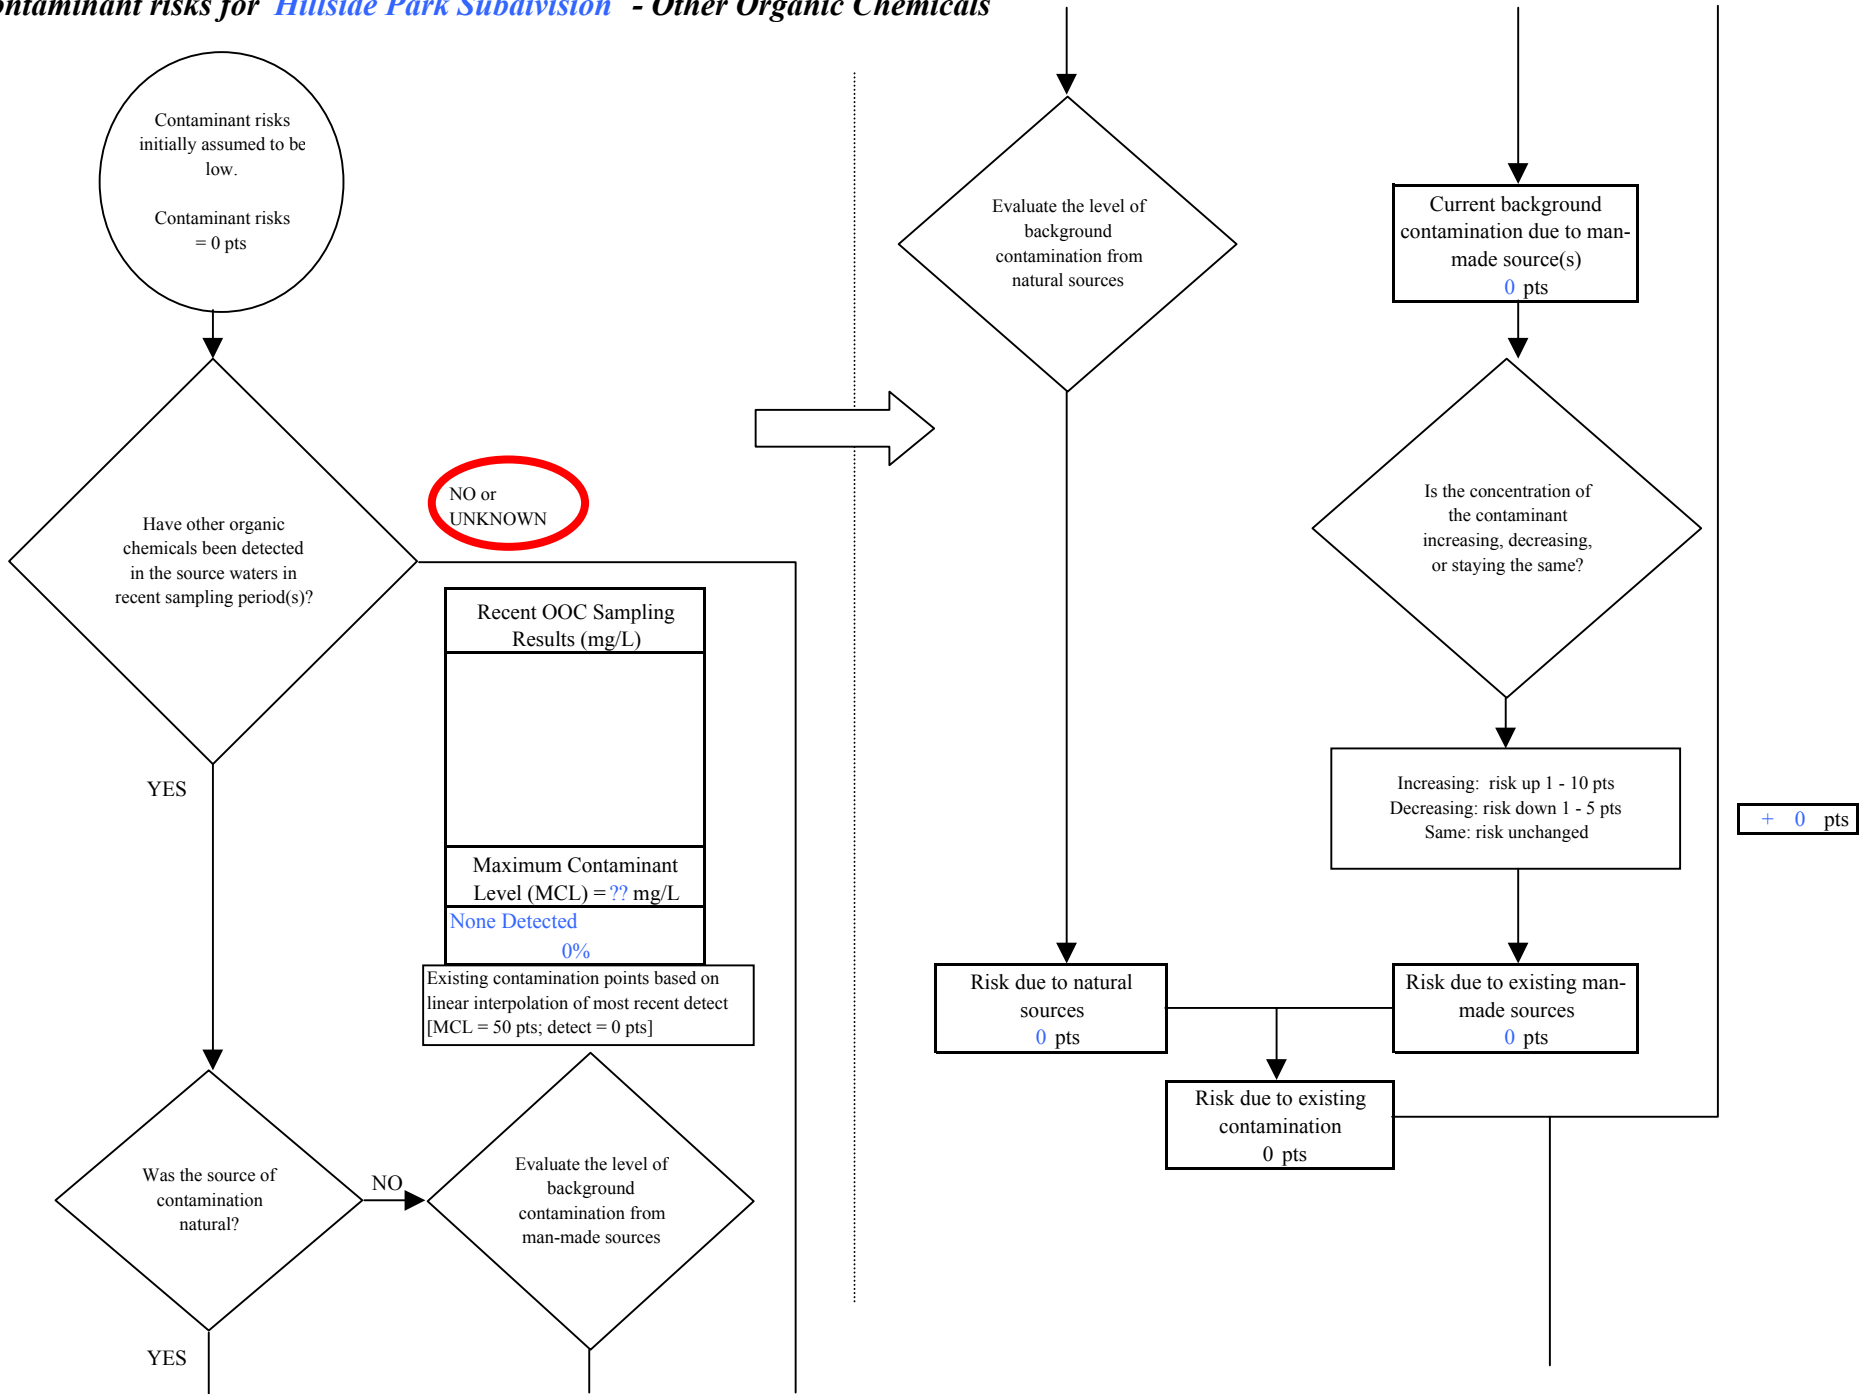 ontaminant risks for Hillside Park Subdivision - Other Organic Chemicals
Contaminant risks
initially assumed to be
low.
Contaminant risks
= 0 pts
Have other organic
chemicals been detected
in the source waters in
recent sampling period(s)?
NO or
UNKNOWN
YES
Recent OOC Sampling
Results (mg/L)
Maximum Contaminant
Level (MCL) = ?? mg/L
None Detected
0%
Existing contamination points based on
linear interpolation of most recent detect
[MCL = 50 pts; detect = 0 pts]
Was the source of
contamination
natural?
NO
YES
Evaluate the level of
background
contamination from
man-made sources
Evaluate the level of
background
contamination from
natural sources
Current background
contamination due to man-
made source(s)
0 pts
Is the concentration of
the contaminant
increasing, decreasing,
or staying the same?
Increasing: risk up 1 - 10 pts
Decreasing: risk down 1 - 5 pts
Same: risk unchanged
+ 0 pts
Risk due to natural
sources
0 pts
Risk due to existing man-
made sources
0 pts
Risk due to existing
contamination
0 pts